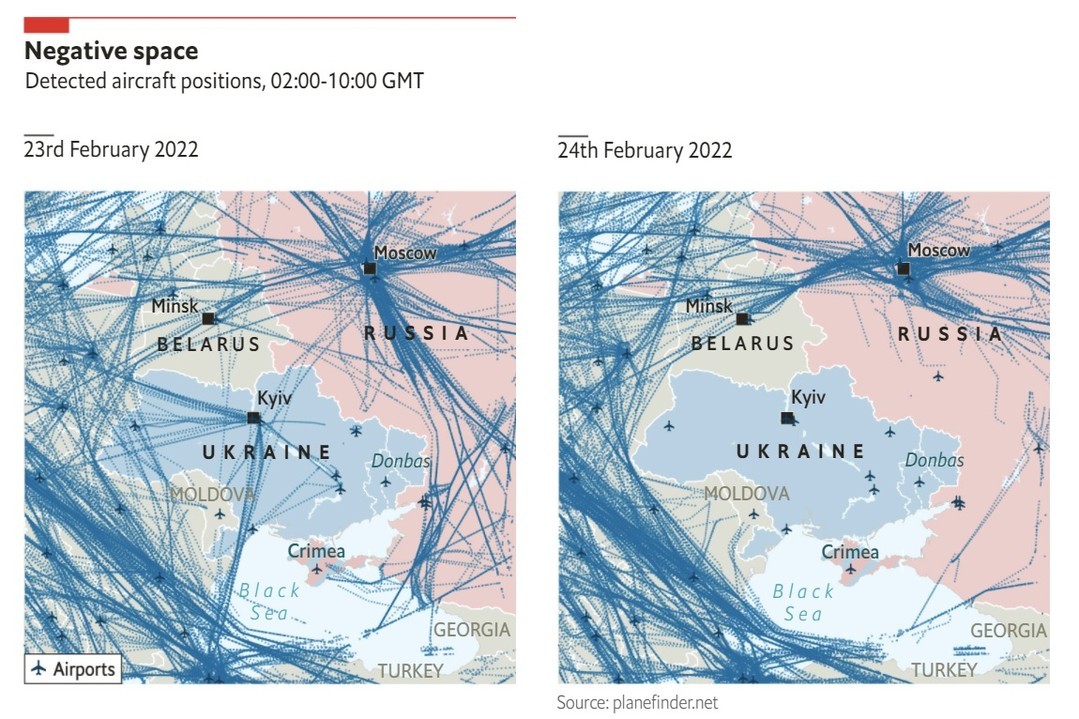 Negative space
Detected aircraft positions, 02:00-10:00 GMT
23rd February 2022
Moscow
Minsk
RUSSIA
BELARUS
Kyiv
UKRAINE
Donbas
MOLDOVA
Crimea
Black
Sea
GEORGIA
TURKEY
Airports
24th February 2022
Moscow
Minsk
RUSSIA
BELARUS
Kyiv
UKRAINE
Donbas
MOLDOVA
Crimea
Black
Sea
GEORGIA
TURKEY
Source: planefinder.net